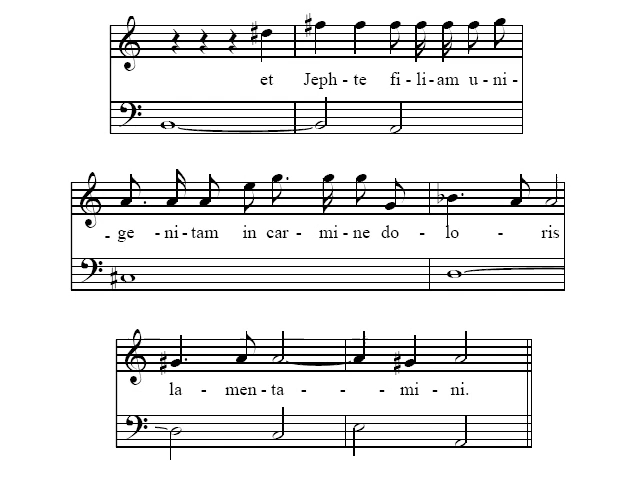 et Jeph - te fi - li - am u - ni -
- ge - ni - tam in car - mi - ne do - lo - ris
la - men - ta - - - mi - ni.